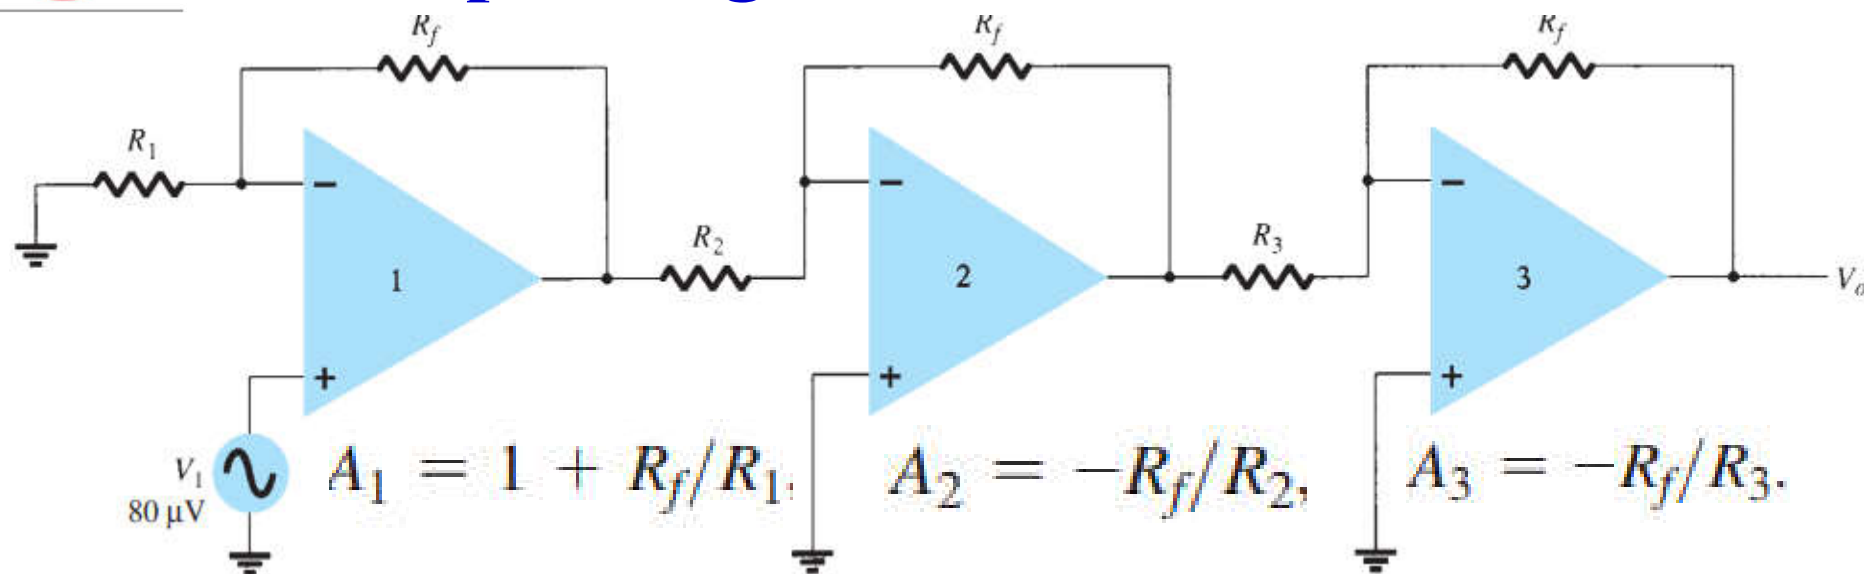 R_f R_f R_f
R_1
− − −
R_2 R_3
1 2 3 V_o
+ + +
V_1
80 µV
A_1 = 1 + R_f/R_1. A_2 = −R_f/R_2, A_3 = −R_f/R_3.